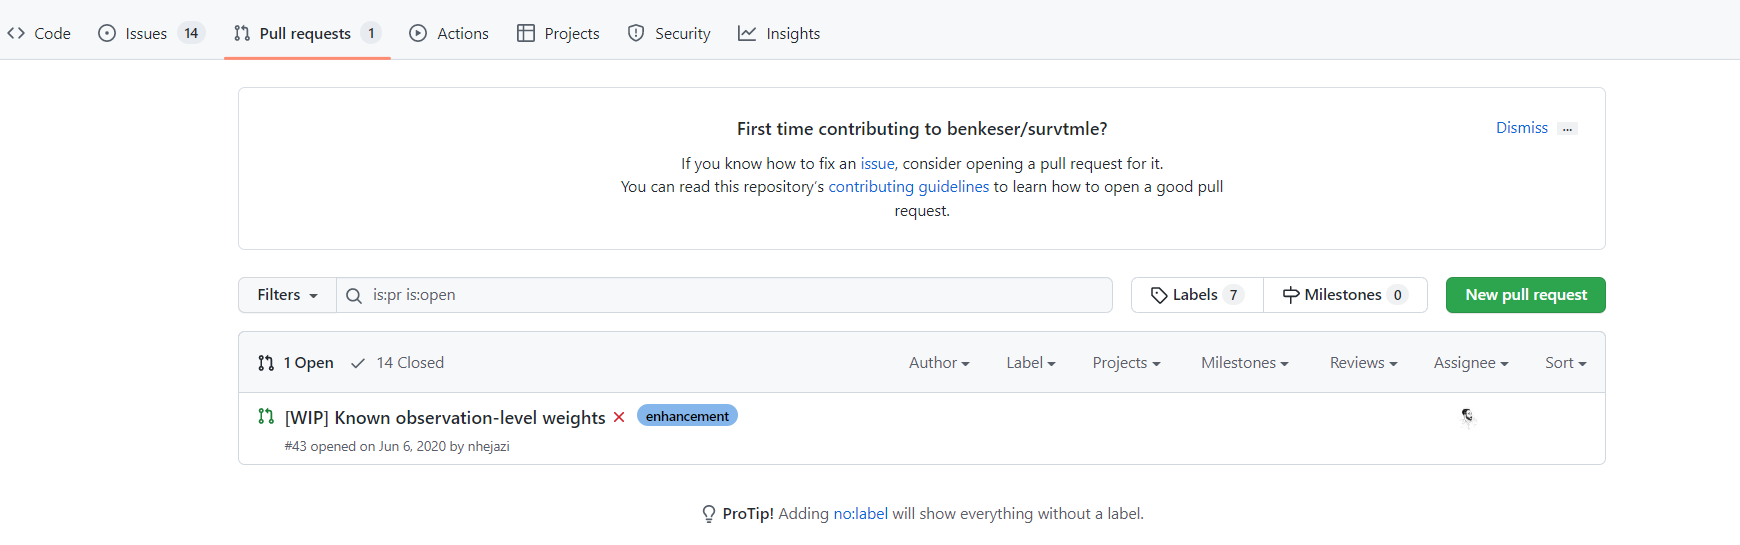 Code Issues 14 Pull requests 1 Actions Projects Security Insights
First time contributing to benkeser/survtmle?
Dismiss ...
If you know how to fix an issue, consider opening a pull request for it.
You can read this repository's contributing guidelines to learn how to open a good pull
request.
Filters is:pr is:open Labels 7 Milestones 0 New pull request
1 Open 14 Closed Author Label Projects Milestones Reviews Assignee Sort
[WIP] Known observation-level weights enhancement
#43 opened on Jun 6, 2020 by nhejazi
ProTip! Adding no:label will show everything without a label.